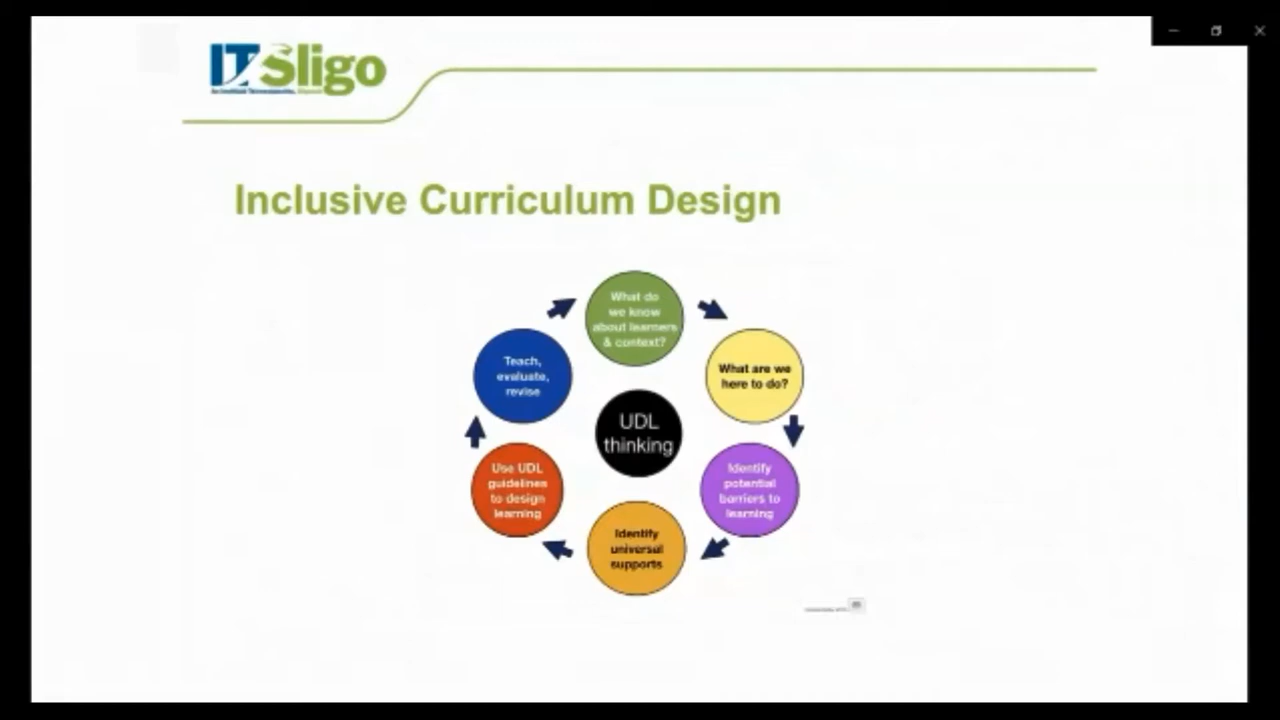 IT Sligo
Inclusive Curriculum Design
What do
we know
about learners
& context?
What are we
here to do?
Identify
potential
barriers to
learning
Identify
universal
supports
Use UDL
guidelines
to design
learning
Teach,
evaluate,
revise
UDL
thinking